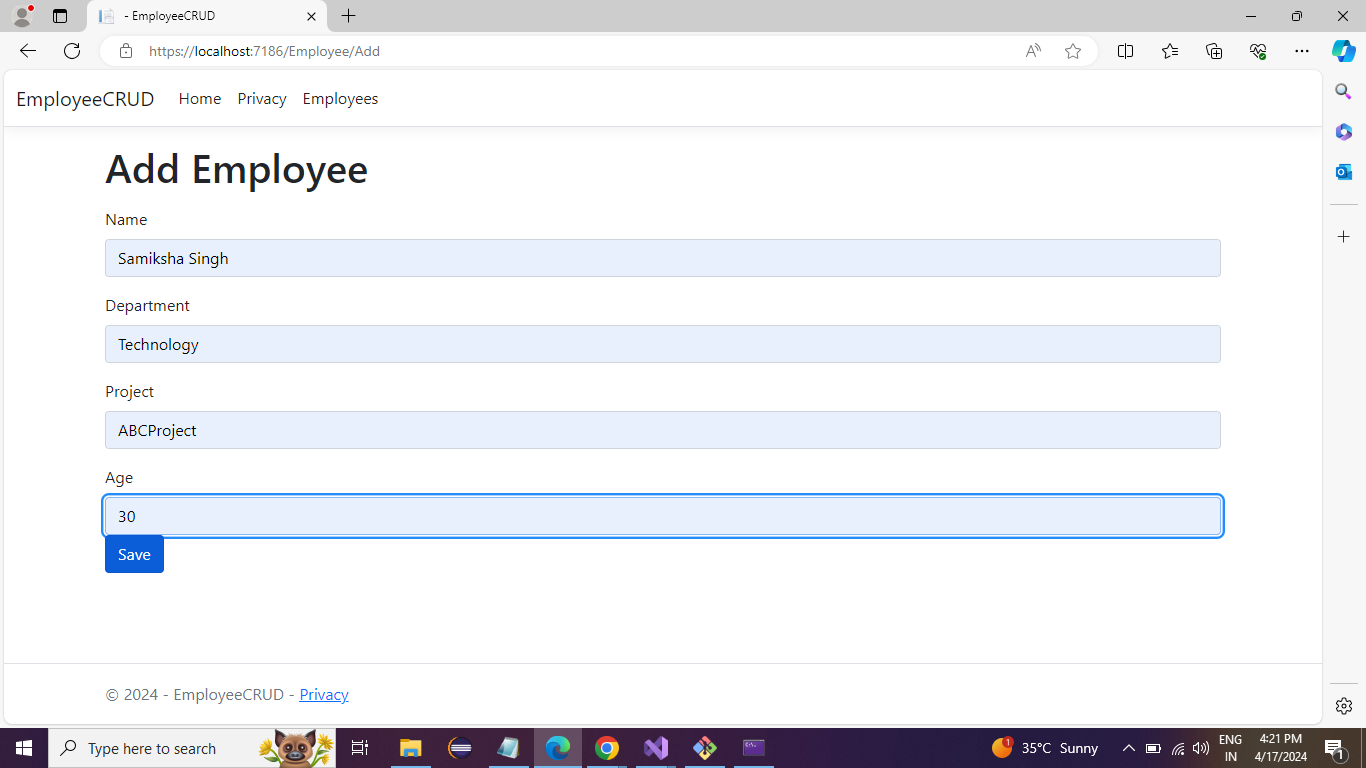 - EmployeeCRUD
https://localhost:7186/Employee/Add
EmployeeCRUD Home Privacy Employees
Add Employee
Name
Samiksha Singh
Department
Technology
Project
ABCProject
Age
30
Save
© 2024 - EmployeeCRUD - Privacy
Type here to search
35°C Sunny
ENG
IN
4:21 PM
4/17/2024
1